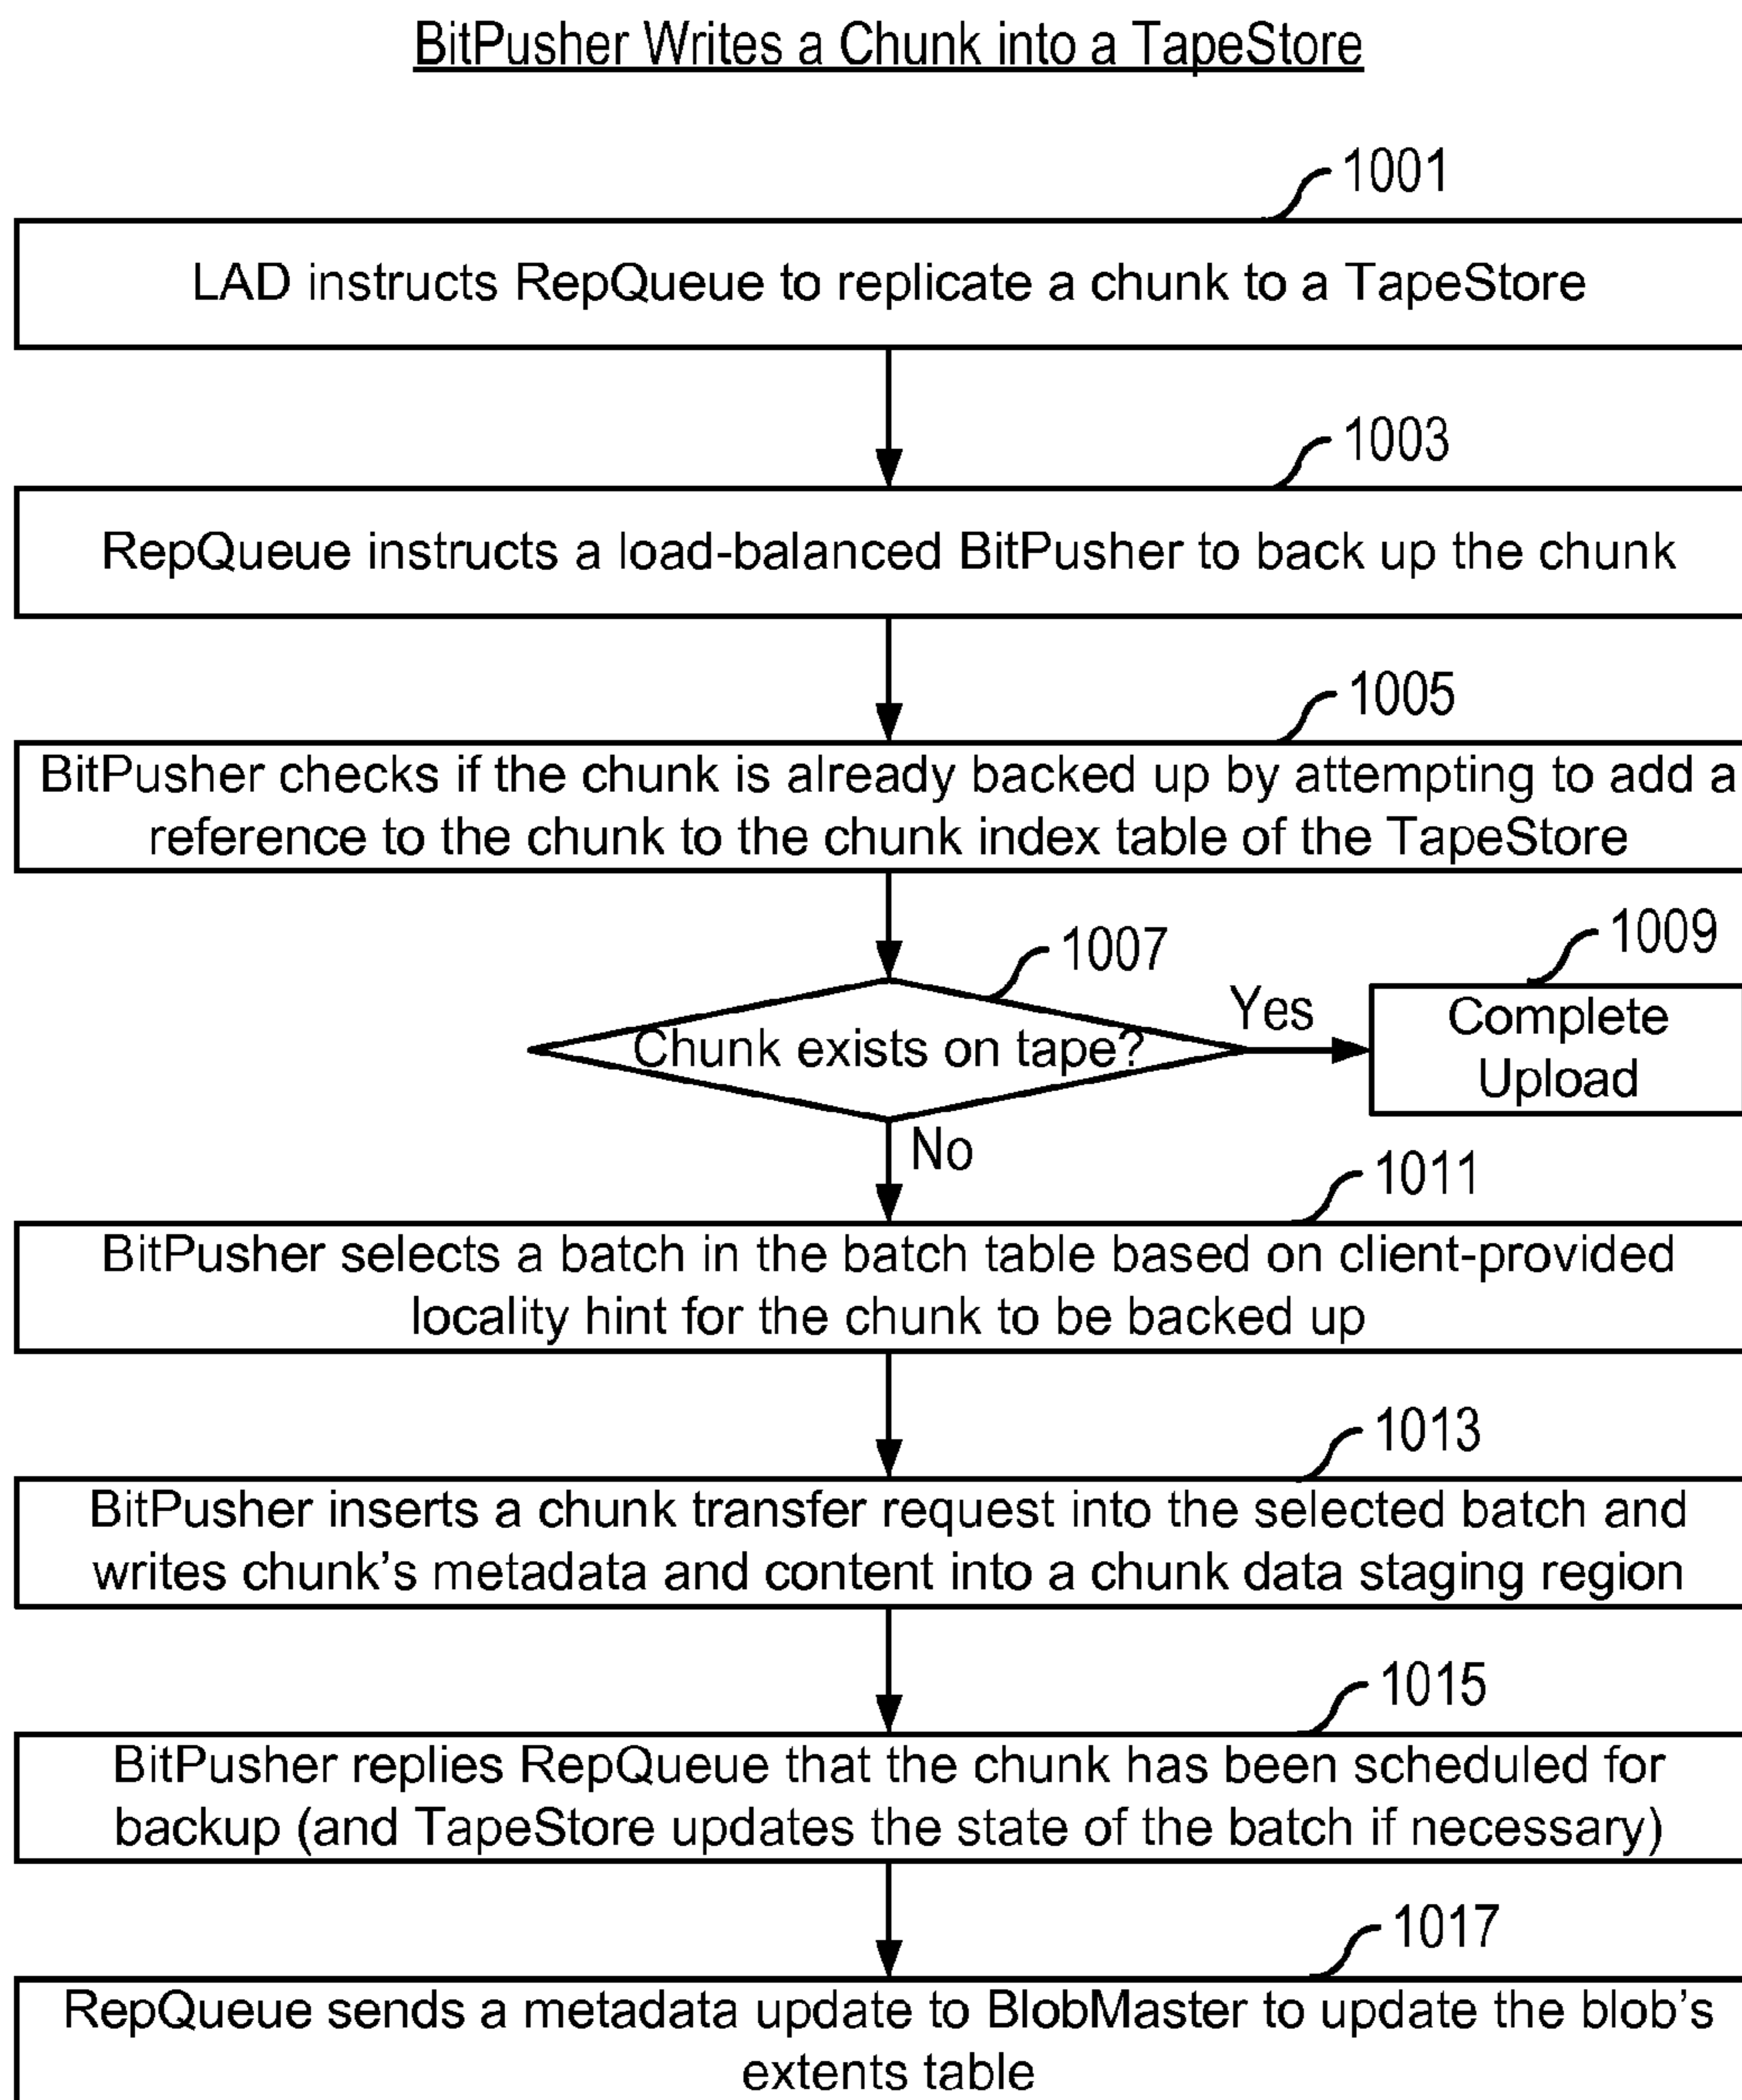 BitPusher Writes a Chunk into a TapeStore
1001
LAD instructs RepQueue to replicate a chunk to a TapeStore
1003
RepQueue instructs a load-balanced BitPusher to back up the chunk
1005
BitPusher checks if the chunk is already backed up by attempting to add a
reference to the chunk to the chunk index table of the TapeStore
1007
1009
Chunk exists on tape?
Yes
Complete
Upload
No
1011
BitPusher selects a batch in the batch table based on client-provided
locality hint for the chunk to be backed up
1013
BitPusher inserts a chunk transfer request into the selected batch and
writes chunk's metadata and content into a chunk data staging region
1015
BitPusher replies RepQueue that the chunk has been scheduled for
backup (and TapeStore updates the state of the batch if necessary)
1017
RepQueue sends a metadata update to BlobMaster to update the blob's
extents table